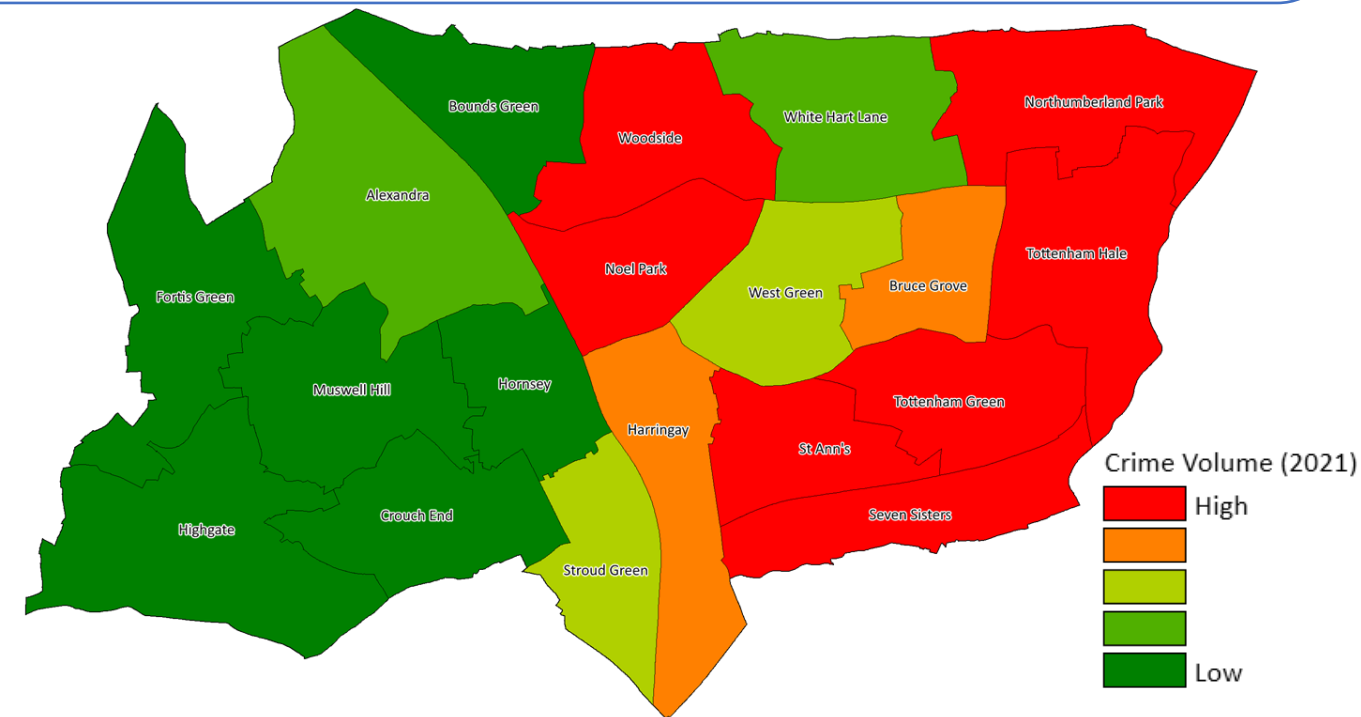 Bounds Green
Northumberland Park
White Hart Lane
Woodside
Alexandra
Tottenham Hale
Noel Park
Bruce Grove
West Green
Fortis Green
Hornsey
Muswell Hill
Tottenham Green
Harringay
St Ann's
Crouch End
Seven Sisters
Highgate
Stroud Green
Crime Volume (2021)
High
Low